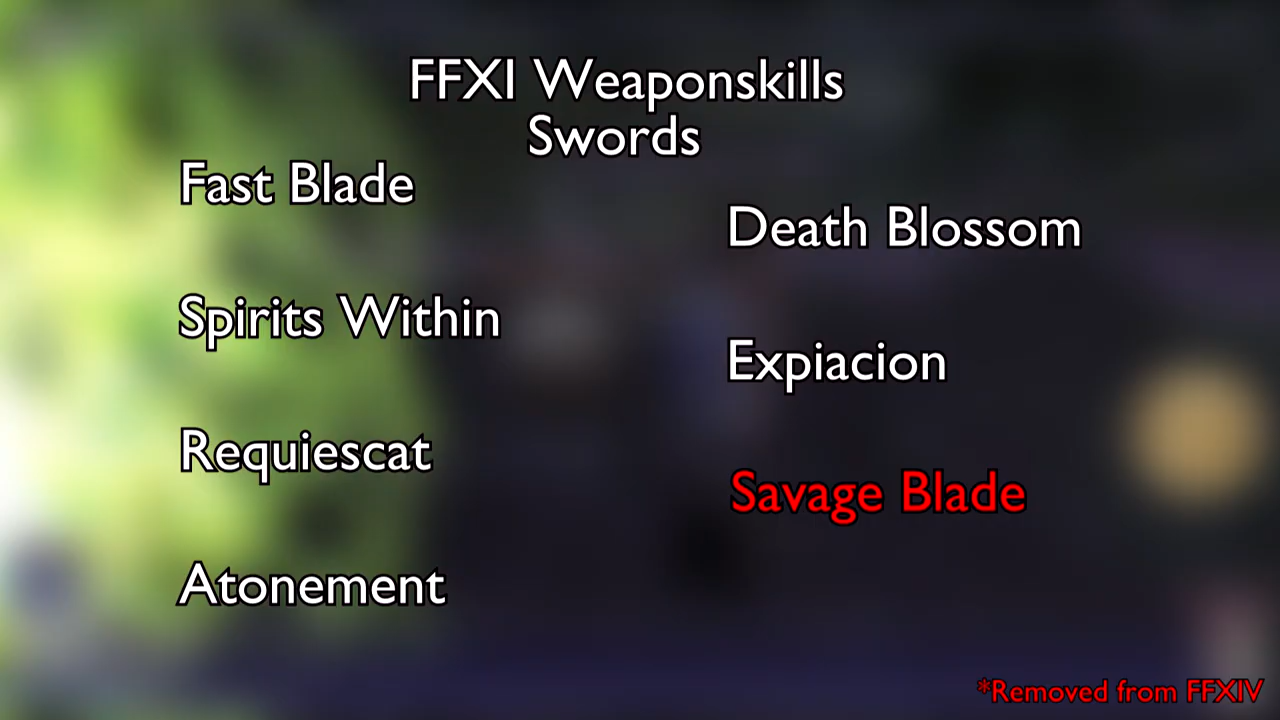 FFXI Weaponskills
Swords
Fast Blade
Spirits Within
Requiescat
Atonement
Death Blossom
Expiacion
Savage Blade
*Removed from FFXIV